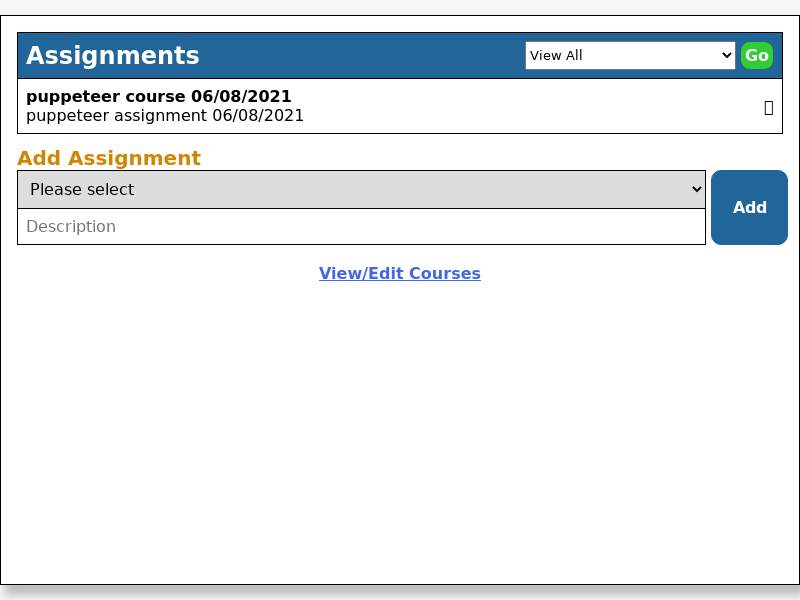 Assignments
View All
Go
puppeteer course 06/08/2021
puppeteer assignment 06/08/2021
Add Assignment
Please select
Add
Description
View/Edit Courses